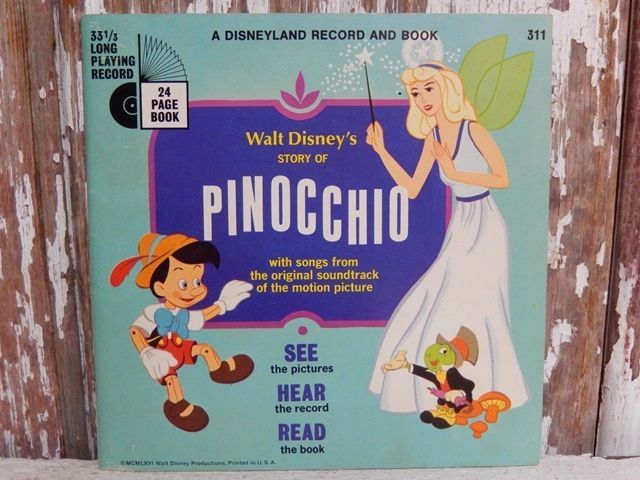 33 1/3
LONG
PLAYING
RECORD
24
PAGE
BOOK
A DISNEYLAND RECORD AND BOOK
311
Walt Disney's
STORY OF
PINOCCHIO
with songs from
the original soundtrack
of the motion picture
SEE
the pictures
HEAR
the record
READ
the book
©MCMLXVI Walt Disney Productions, Printed in U.S.A.